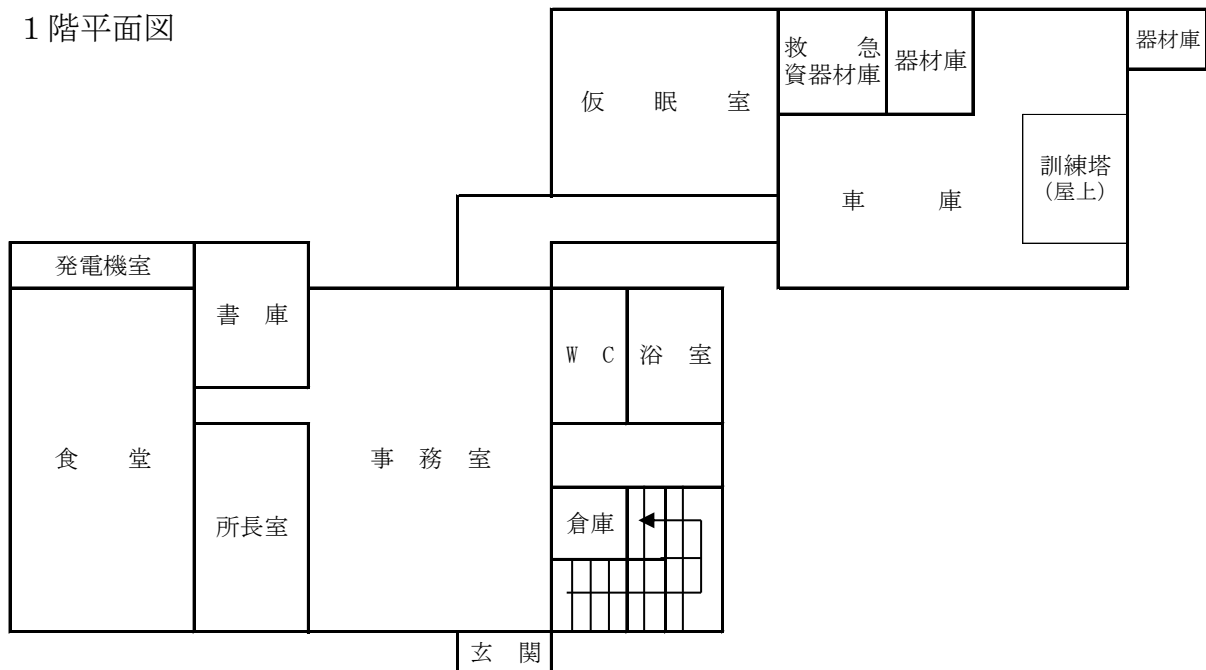 1階平面図
器材庫
救 急
資器材庫
器材庫
仮 眠 室
訓練塔
(屋上)
車 庫
発電機室
書 庫
W C
浴 室
食 堂
事 務 室
所長室
倉庫
玄 関